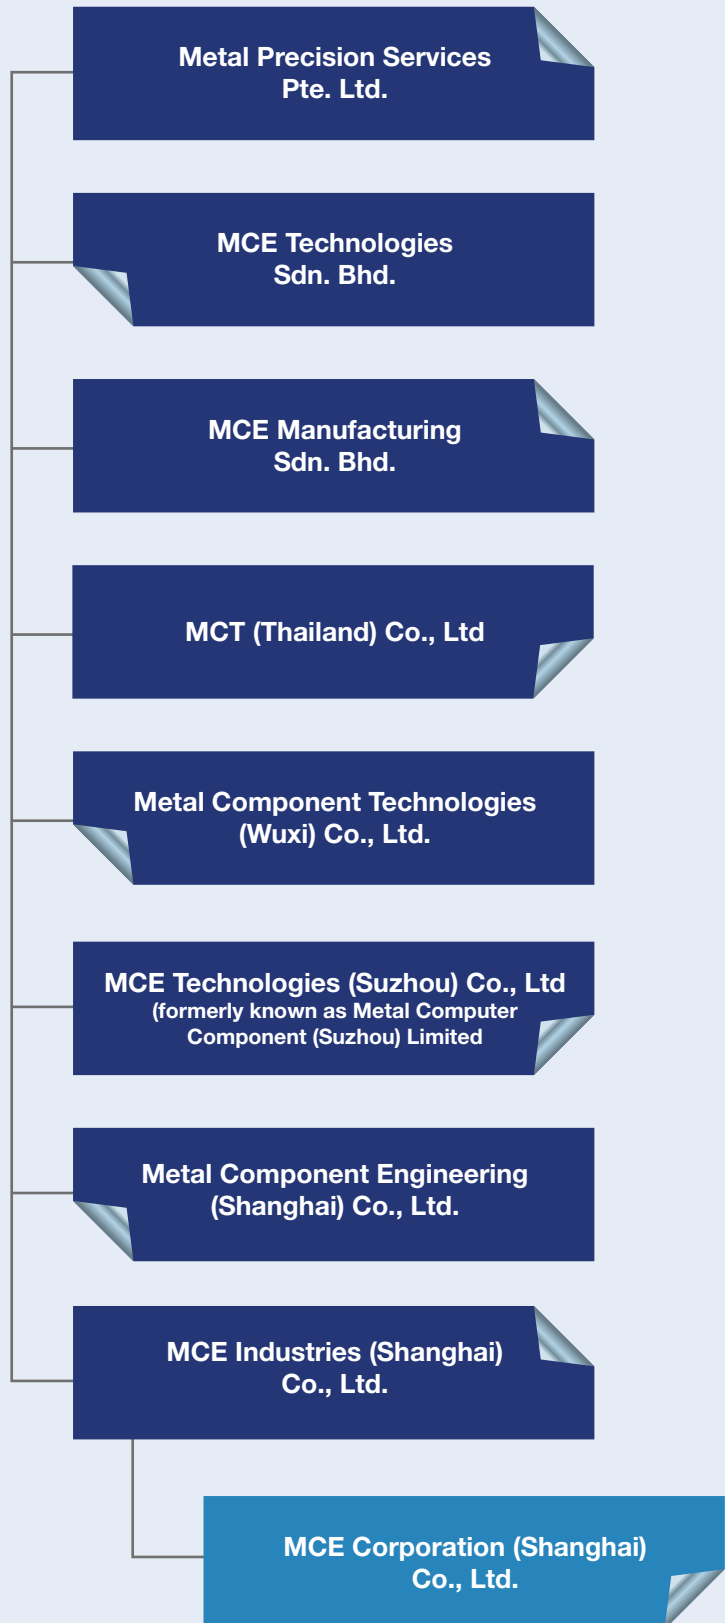 Metal Precision Services
Pte. Ltd.
MCE Technologies
Sdn. Bhd.
MCE Manufacturing
Sdn. Bhd.
MCT (Thailand) Co., Ltd
Metal Component Technologies
(Wuxi) Co., Ltd.
MCE Technologies (Suzhou) Co., Ltd
(formerly known as Metal Computer
Component (Suzhou) Limited
Metal Component Engineering
(Shanghai) Co., Ltd.
MCE Industries (Shanghai)
Co., Ltd.
MCE Corporation (Shanghai)
Co., Ltd.